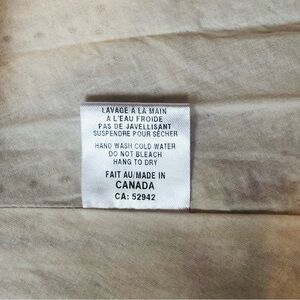 LAVAGE À LA MAIN
À L'EAU FROIDE
PAS DE JAVELLISANT
SUSPENDRE POUR SÉCHER
HAND WASH COLD WATER
DO NOT BLEACH
HANG TO DRY
FAIT AU/MADE IN
CANADA
CA: 52942